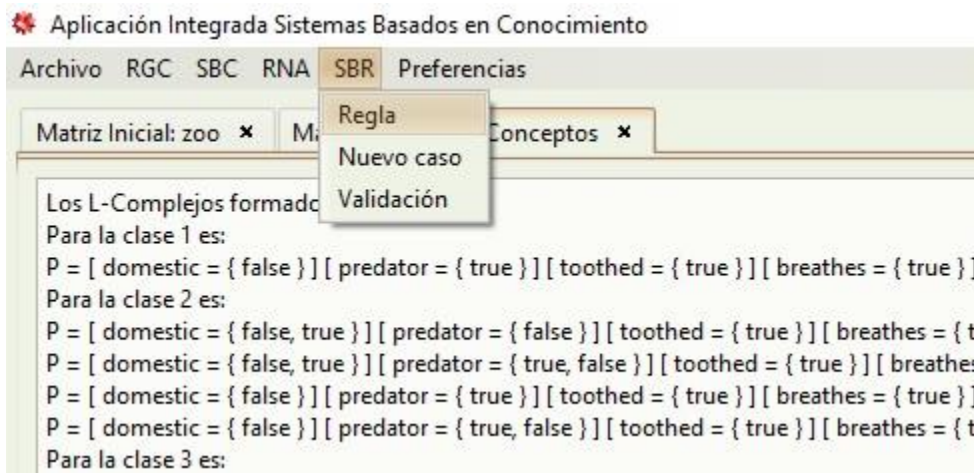 Aplicación Integrada Sistemas Basados en Conocimiento
Archivo RGC SBC RNA SBR Preferencias
Regla
Nuevo caso
Validación
Matriz Inicial: zoo × Conceptos ×
Los L-Complejos
Para la clase 1 es:
P = [ domestic = { false } ] [ predator = { true } ] [ toothed = { true } ] [ breathes = { true } ]
Para la clase 2 es:
P = [ domestic = { false, true } ] [ predator = { false } ] [ toothed = { true } ] [ breathes = {
P = [ domestic = { false, true } ] [ predator = { true, false } ] [ toothed = { true } ] [ breathes
P = [ domestic = { false } ] [ predator = { true } ] [ toothed = { true } ] [ breathes = { true } ]
P = [ domestic = { false } ] [ predator = { true, false } ] [ toothed = { true } ] [ breathes = {
Para la clase 3 es: